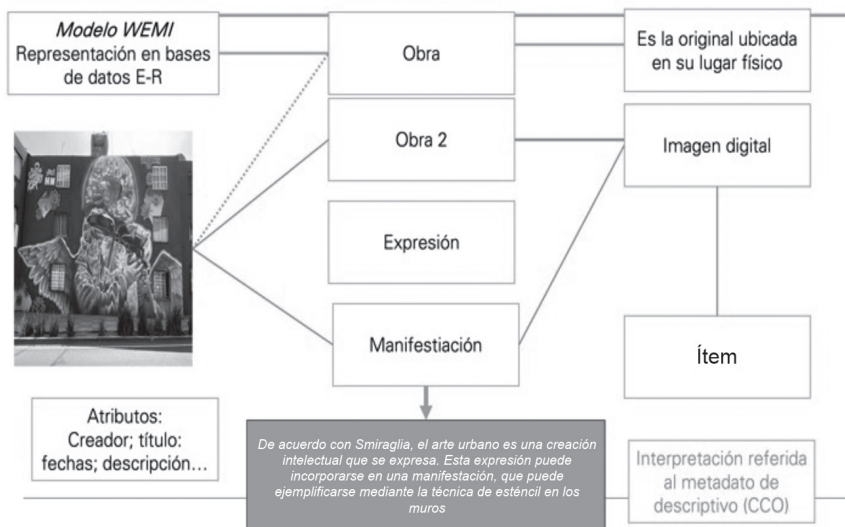 Modelo WEMI
Representación en bases
de datos E-R
Obra
Es la original ubicada
en su lugar físico
Obra 2
Imagen digital
Expresión
Manifestiación
Ítem
Atributos:
Creador; título:
fechas; descripción...
De acuerdo con Smiraglia, el arte urbano es una creación
intelectual que se expresa. Esta expresión puede
incorporarse en una manifestación, que puede
ejemplificarse mediante la técnica de esténcil en los
muros
Interpretación referida
al metadato de
descriptivo (CCO)